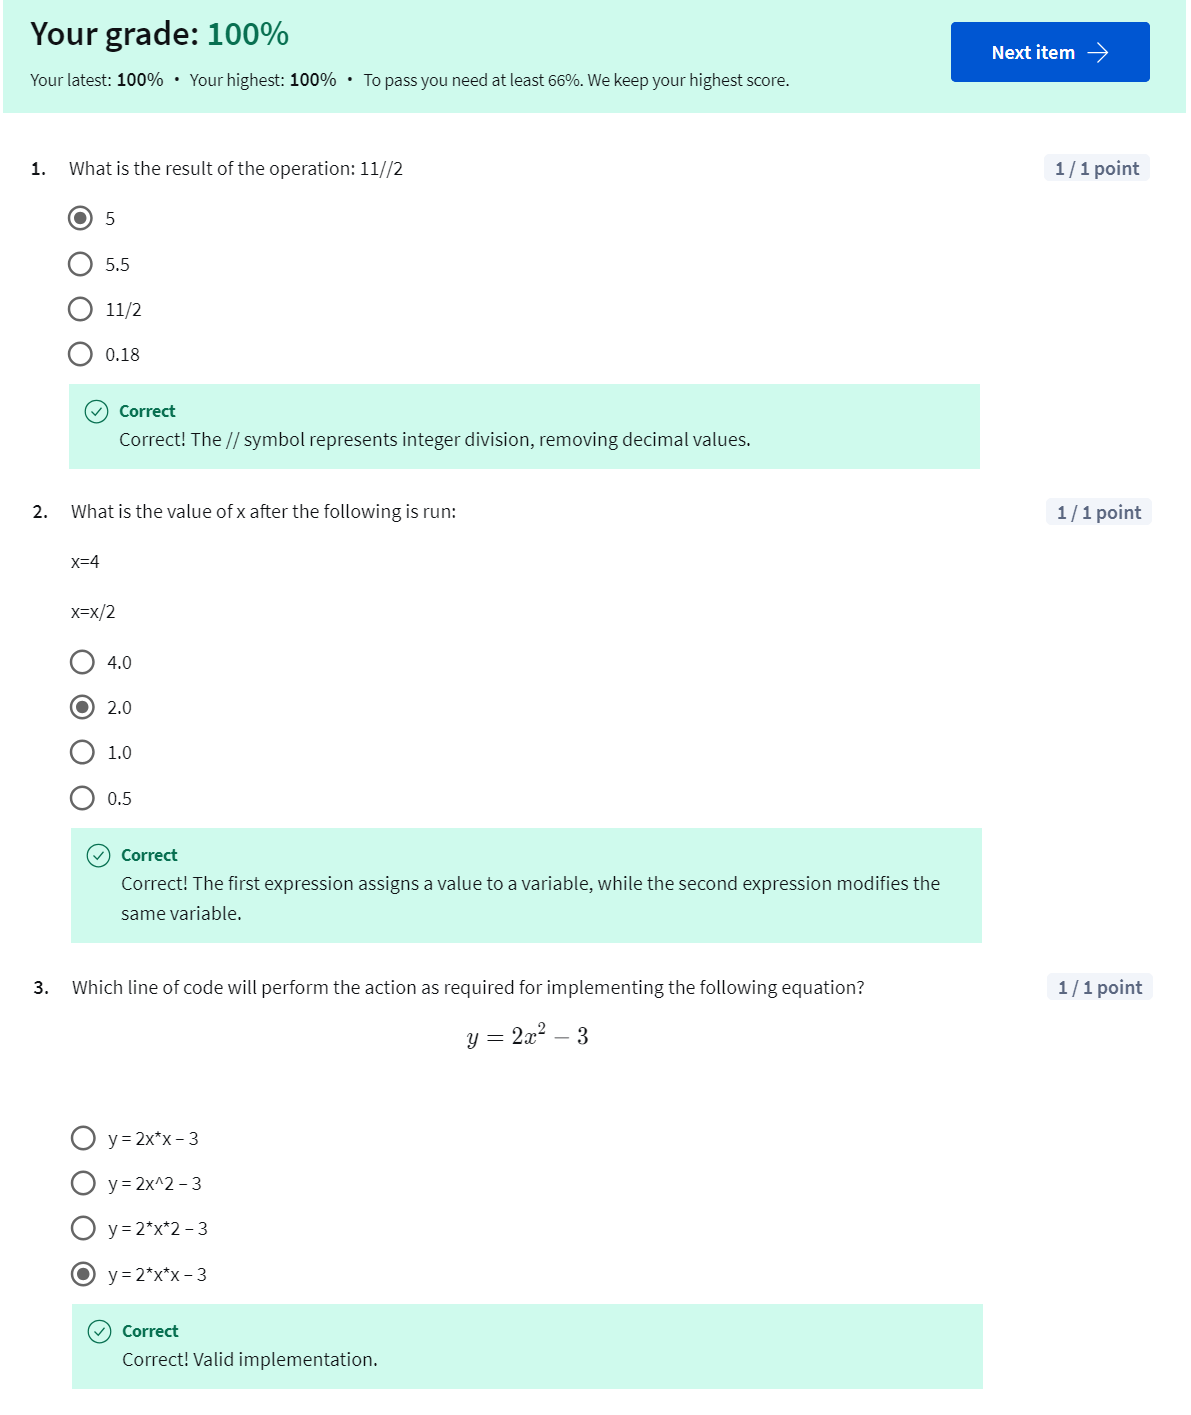 Your grade: 100%
Next item →
Your latest: 100% • Your highest: 100% • To pass you need at least 66%. We keep your highest score.
1. What is the result of the operation: 11//2
1 / 1 point
5
5.5
11/2
0.18
Correct
Correct! The // symbol represents integer division, removing decimal values.
2. What is the value of x after the following is run:
1 / 1 point
x=4
x=x/2
4.0
2.0
1.0
0.5
Correct
Correct! The first expression assigns a value to a variable, while the second expression modifies the
same variable.
3. Which line of code will perform the action as required for implementing the following equation?
1 / 1 point
y = 2x² − 3
y = 2x*x – 3
y = 2x^2 – 3
y = 2*x*2 – 3
y = 2*x*x – 3
Correct
Correct! Valid implementation.